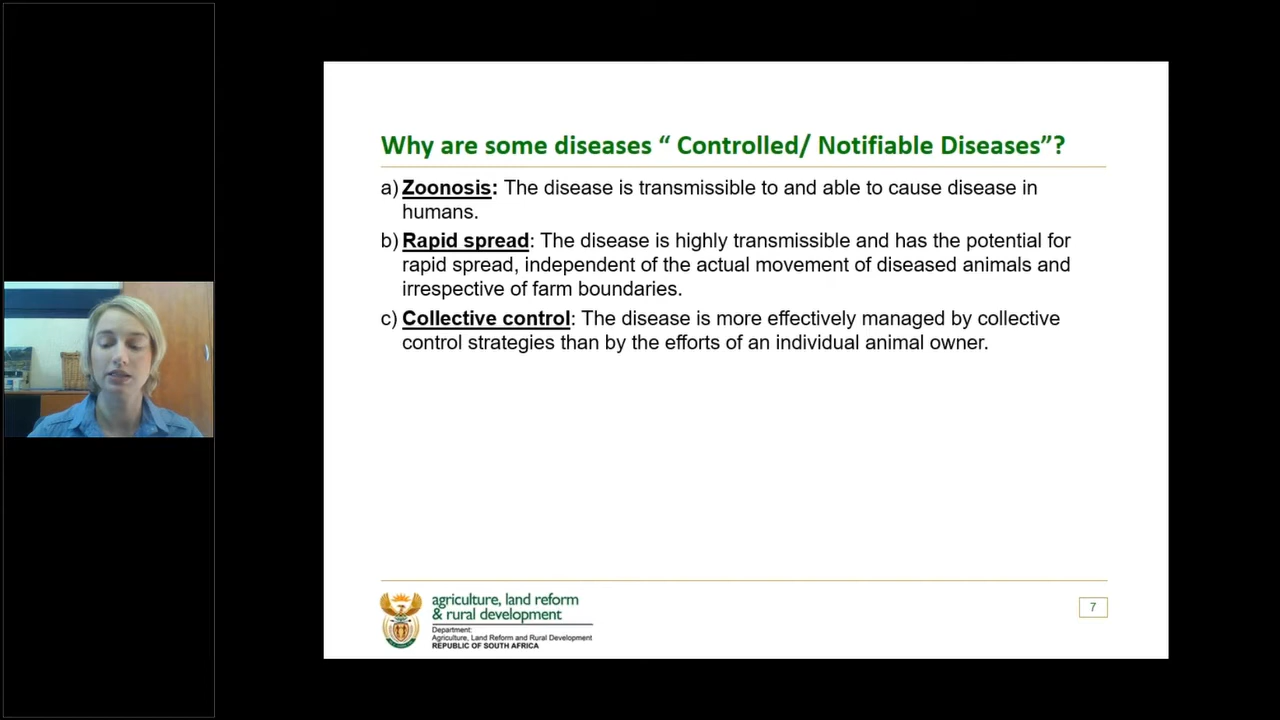 Why are some diseases “ Controlled/ Notifiable Diseases”?
a) Zoonosis: The disease is transmissible to and able to cause disease in
humans.
b) Rapid spread: The disease is highly transmissible and has the potential for
rapid spread, independent of the actual movement of diseased animals and
irrespective of farm boundaries.
c) Collective control: The disease is more effectively managed by collective
control strategies than by the efforts of an individual animal owner.
agriculture, land reform
& rural development
Department:
Agriculture, Land Reform and Rural Development
REPUBLIC OF SOUTH AFRICA
7